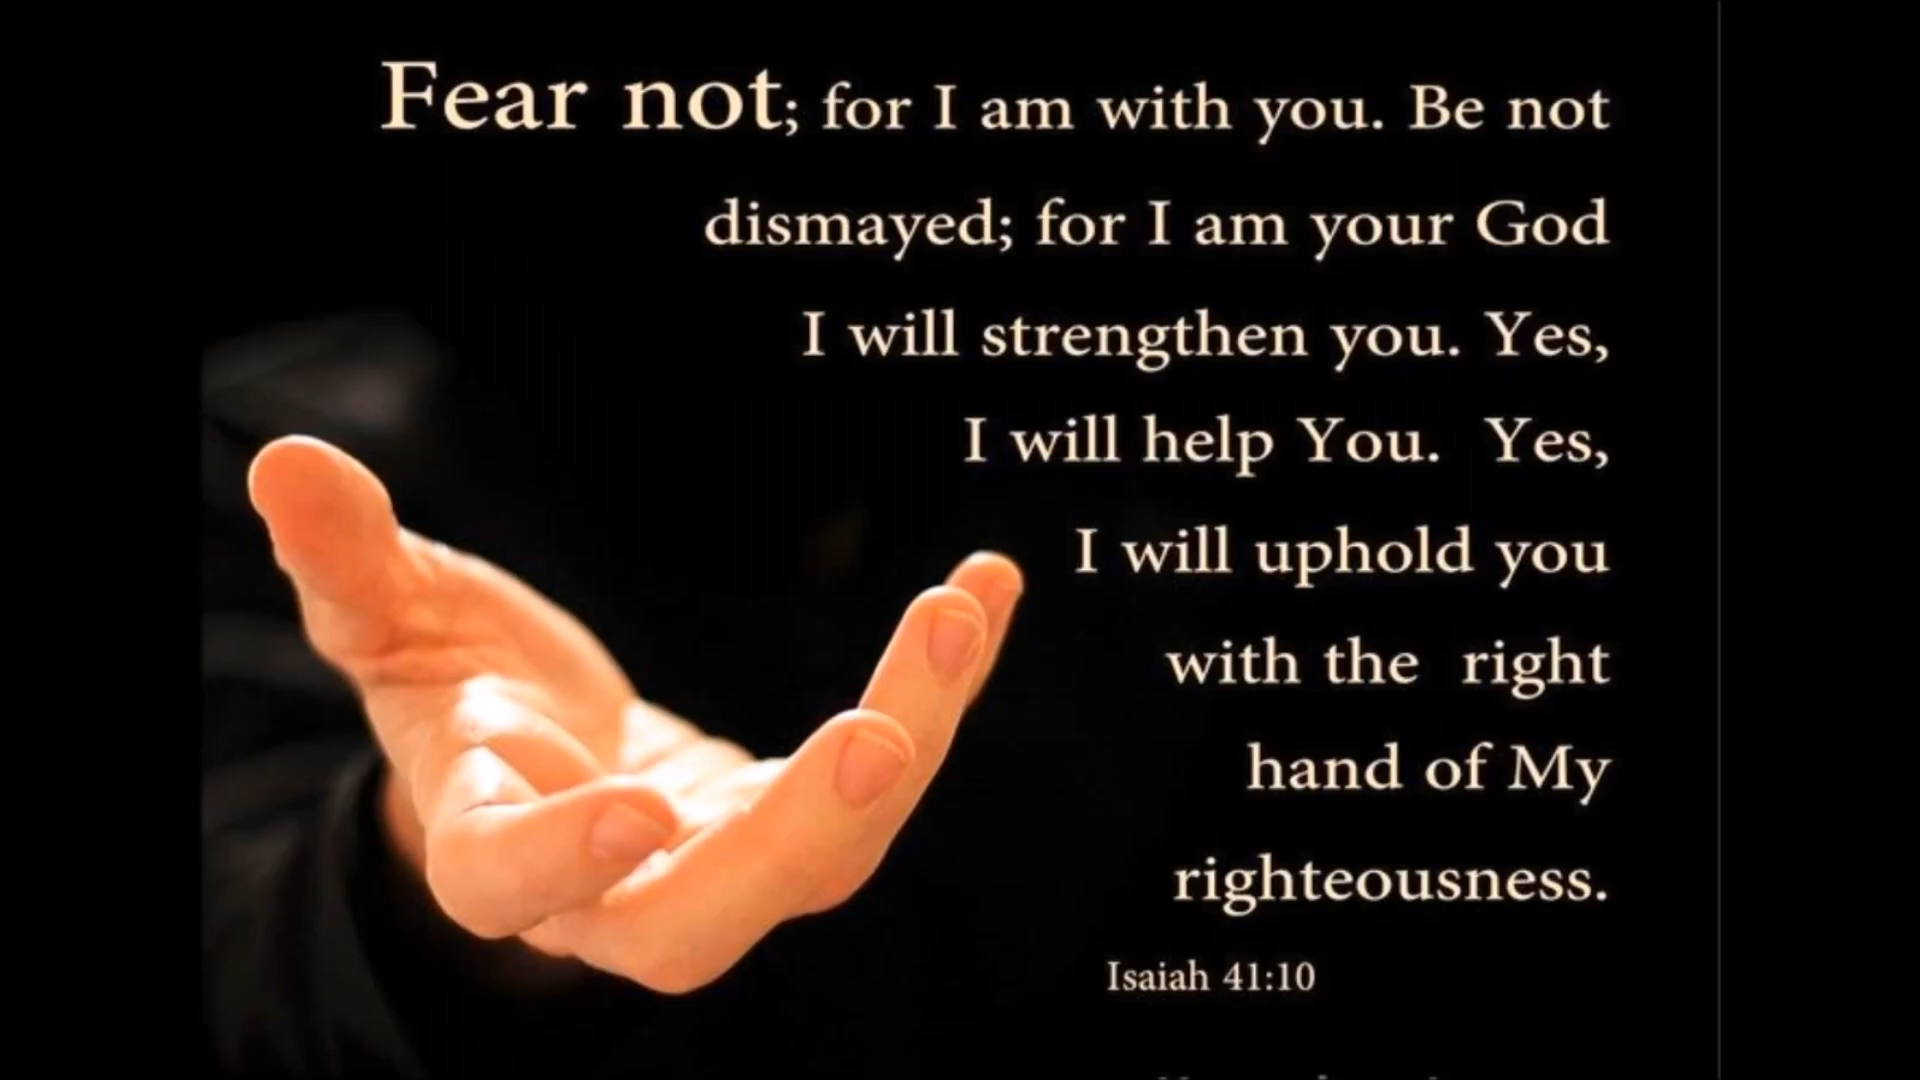 Fear not; for I am with you. Be not
dismayed; for I am your God
I will strengthen you. Yes,
I will help You. Yes,
I will uphold you
with the right
hand of My
righteousness.
Isaiah 41:10